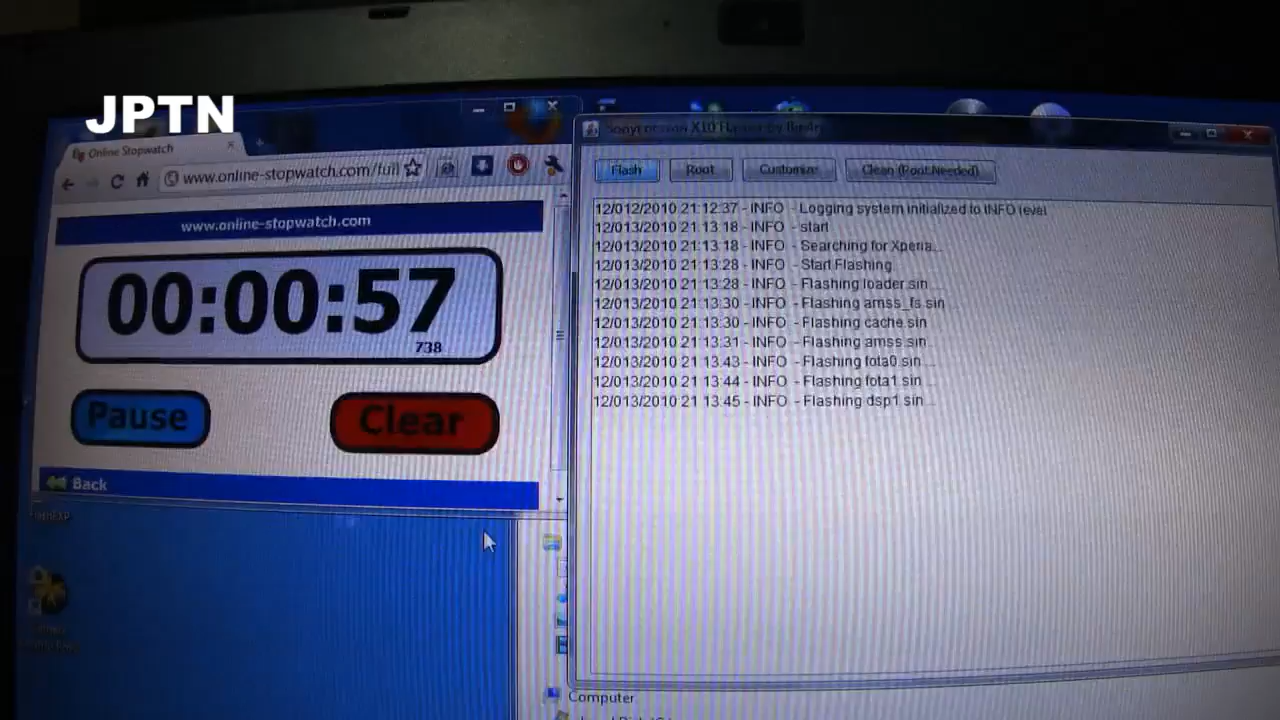 JPTN
Online Stopwatch
www.online-stopwatch.com/full
www.online-stopwatch.com
00:00:57
738
Pause
Clear
Back
SonyEricsson X10 Flasher by Bin4ry
Flash
Root
Customize
Clean (Root Needed)
12/012/2010 21:12:37 - INFO - Logging system initialized to INFO level
12/013/2010 21:13:18 - INFO - start
12/013/2010 21:13:18 - INFO - Searching for Xperia...
12/013/2010 21:13:28 - INFO - Start Flashing
12/013/2010 21:13:28 - INFO - Flashing loader.sin...
12/013/2010 21:13:30 - INFO - Flashing amss_fs.sin...
12/013/2010 21:13:30 - INFO - Flashing cache.sin...
12/013/2010 21:13:31 - INFO - Flashing amss.sin...
12/013/2010 21:13:43 - INFO - Flashing fota0.sin...
12/013/2010 21:13:44 - INFO - Flashing fota1.sin...
12/013/2010 21:13:45 - INFO - Flashing dsp1.sin...
Computer